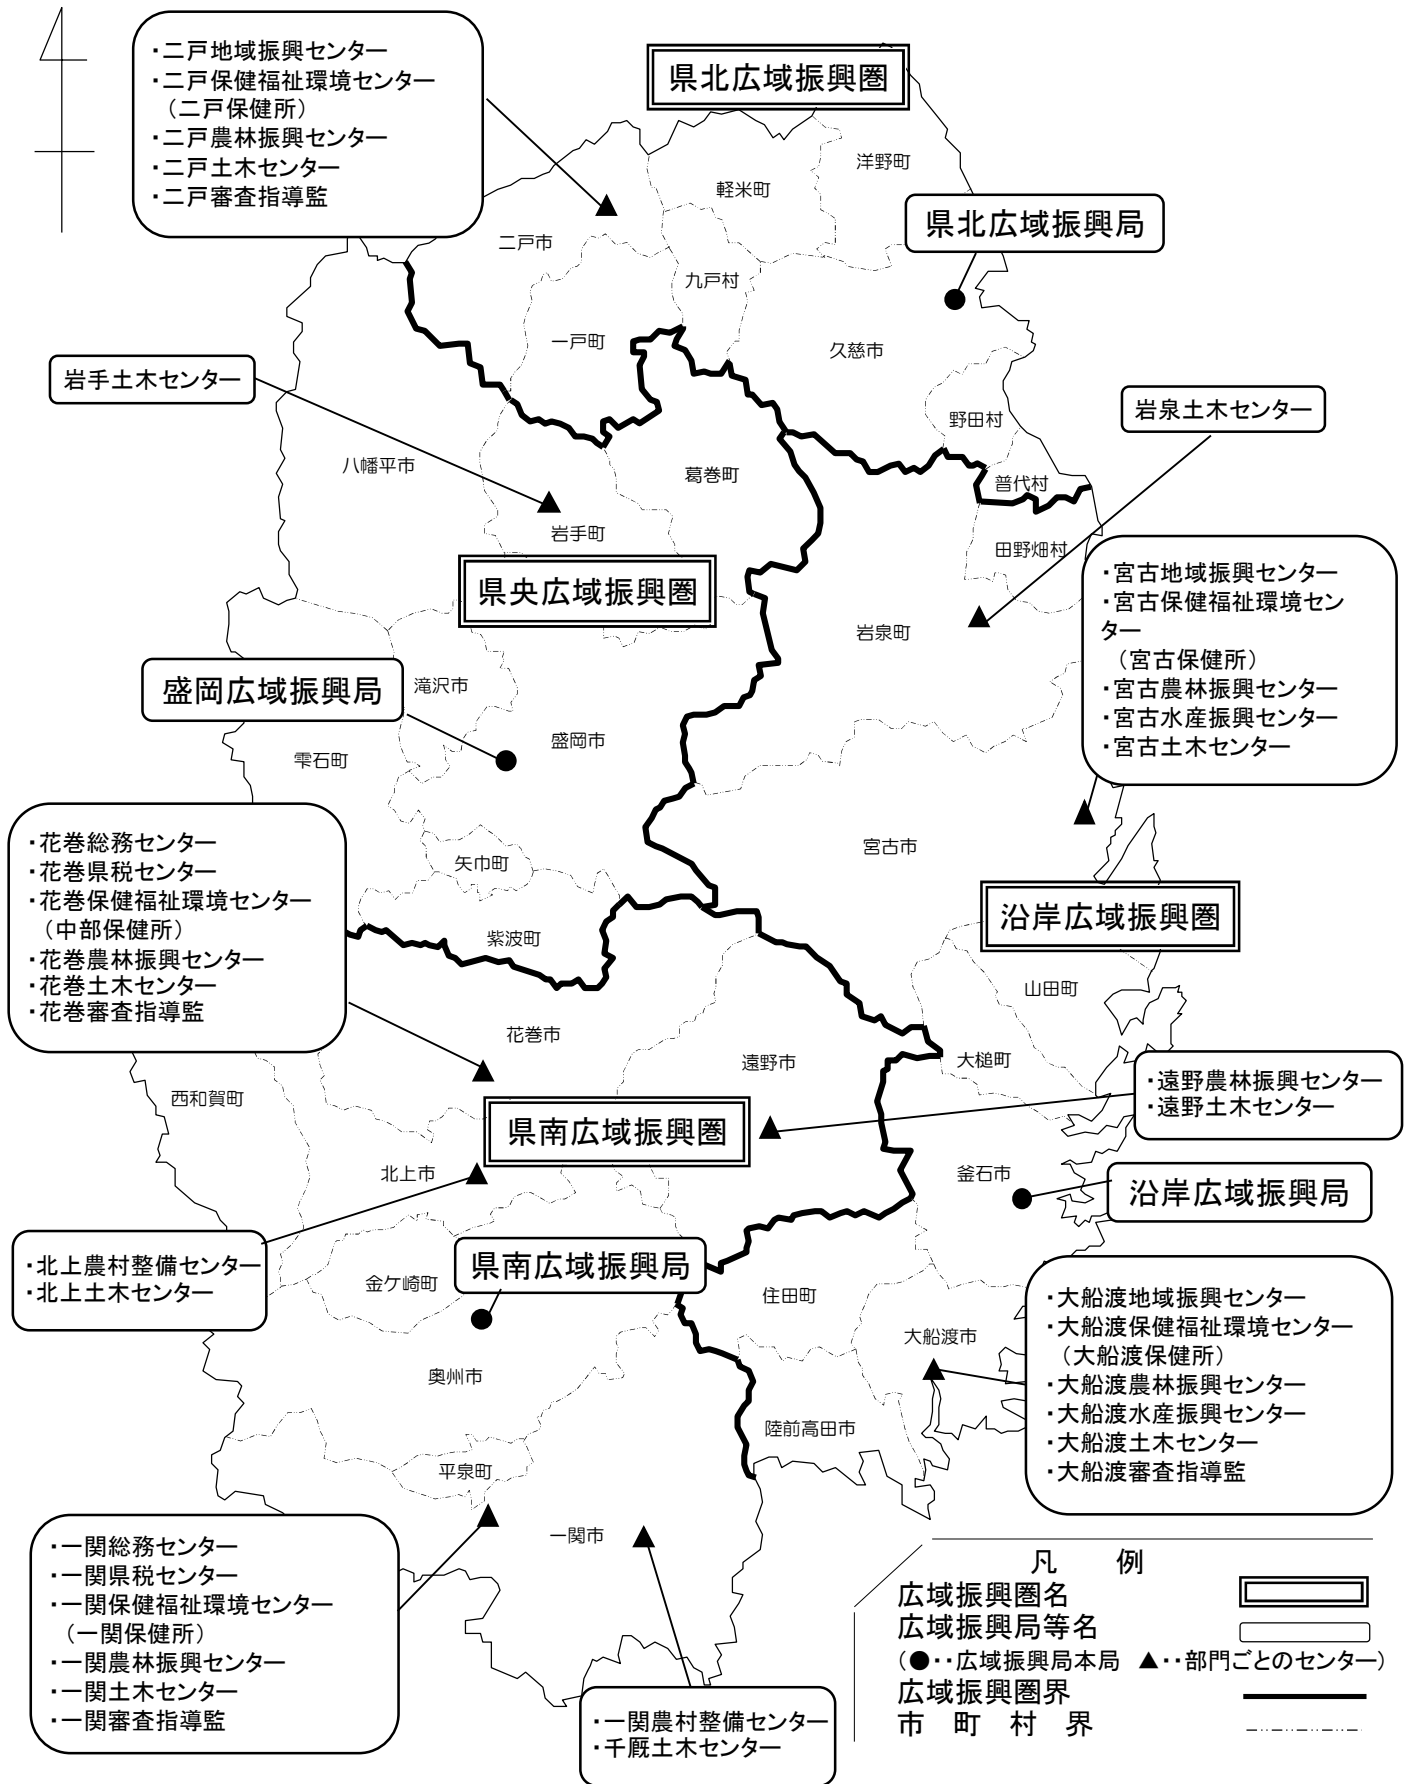 ・二戸地域振興センター
・二戸保健福祉環境センター
（二戸保健所）
・二戸農林振興センター
・二戸土木センター
・二戸審査指導監
県北広域振興圏
洋野町
軽米町
県北広域振興局
二戸市
九戸村
一戸町
久慈市
岩手土木センター
岩泉土木センター
野田村
八幡平市
葛巻町
普代村
岩手町
田野畑村
県央広域振興圏
・宮古地域振興センター
・宮古保健福祉環境セン
ター
（宮古保健所）
・宮古農林振興センター
・宮古水産振興センター
・宮古土木センター
岩泉町
盛岡広域振興局
滝沢市
盛岡市
雫石町
・花巻総務センター
・花巻県税センター
・花巻保健福祉環境センター
（中部保健所）
・花巻農林振興センター
・花巻土木センター
・花巻審査指導監
宮古市
矢巾町
沿岸広域振興圏
紫波町
山田町
花巻市
遠野市
大槌町
西和賀町
・遠野農林振興センター
・遠野土木センター
県南広域振興圏
北上市
釜石市
沿岸広域振興局
・北上農村整備センター
・北上土木センター
県南広域振興局
金ケ崎町
住田町
大船渡市
・大船渡地域振興センター
・大船渡保健福祉環境センター
（大船渡保健所）
・大船渡農林振興センター
・大船渡水産振興センター
・大船渡土木センター
・大船渡審査指導監
奥州市
陸前高田市
平泉町
一関市
・一関総務センター
・一関県税センター
・一関保健福祉環境センター
（一関保健所）
・一関農林振興センター
・一関土木センター
・一関審査指導監
・一関農村整備センター
・千厩土木センター
凡　例
広域振興圏名
広域振興局等名
（●・・広域振興局本局　▲・・部門ごとのセンター）
広域振興圏界
市　町　村　界